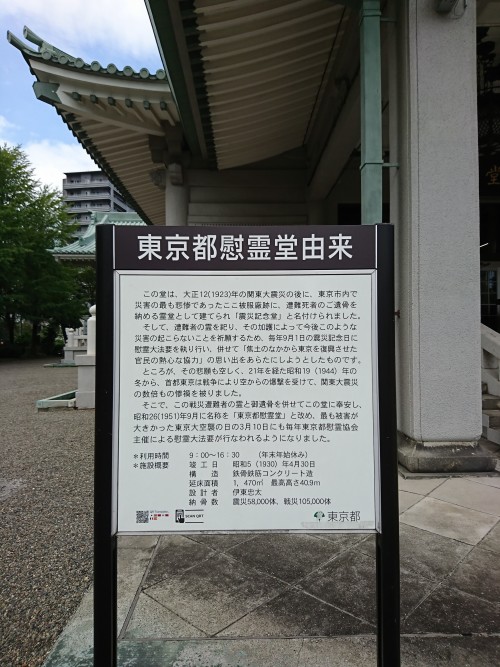 東京都慰霊堂由来
この堂は、大正12(1923)年の関東大震災の後に、東京市内で
災害の最も悲惨であったここ被服廠跡に、遭難死者のご遺骨を
納める霊堂として建てられ「震災記念堂」と名付けられました。
そして、遭難者の霊を祀り、その加護によって今後このような
災害の起こらないことを祈願するため、毎年9月1日の震災記念日に
慰霊大法要を執り行い、併せて「焦土のなかから東京を復興させた
官民の熱心な協力」の思い出をあらたにしようとしたものです。
ところが、その悲願も空しく、21年を経た昭和19（1944）年の
冬から、首都東京は戦争により空からの爆撃を受けて、関東大震災
の数倍もの惨禍を被りました。
そこで、この戦災遭難者の霊と御遺骨を併せてこの堂に奉安し、
昭和26(1951)年9月に名称を「東京都慰霊堂」と改め、最も被害が
大きかった東京大空襲の日の3月10日にも毎年東京都慰霊協会
主催による慰霊大法要が行なわれるようになりました。
＊利用時間 9：00～16：30 （年末年始休み）
＊施設概要 竣工日 昭和5（1930）年4月30日
構造 鉄骨鉄筋コンクリート造
延床面積 1，470㎡ 最高高さ40.9m
設計者 伊東忠太
納骨数 震災58,000体、戦災105,000体
SCAN QR!
東京都